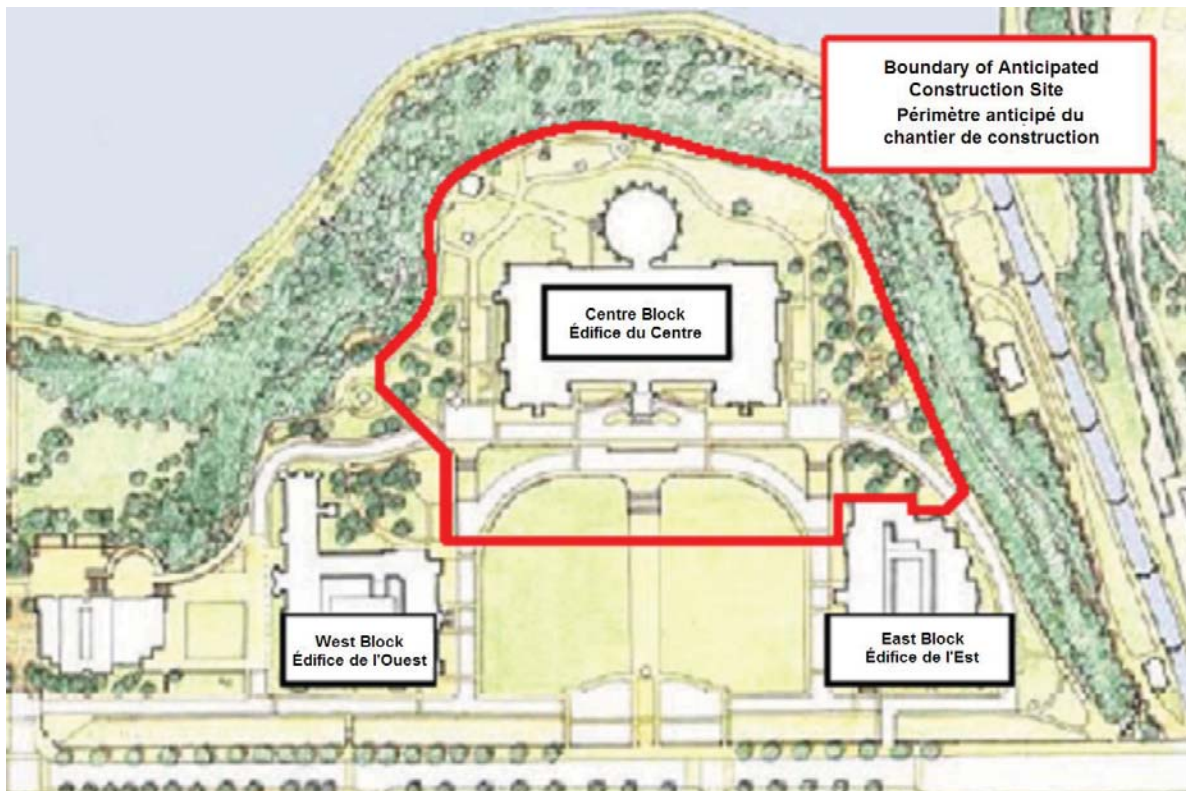 Boundary of Anticipated
Construction Site
Périmètre anticipé du
chantier de construction
Centre Block
Édifice du Centre
West Block
Édifice de l'Ouest
East Block
Édifice de l'Est